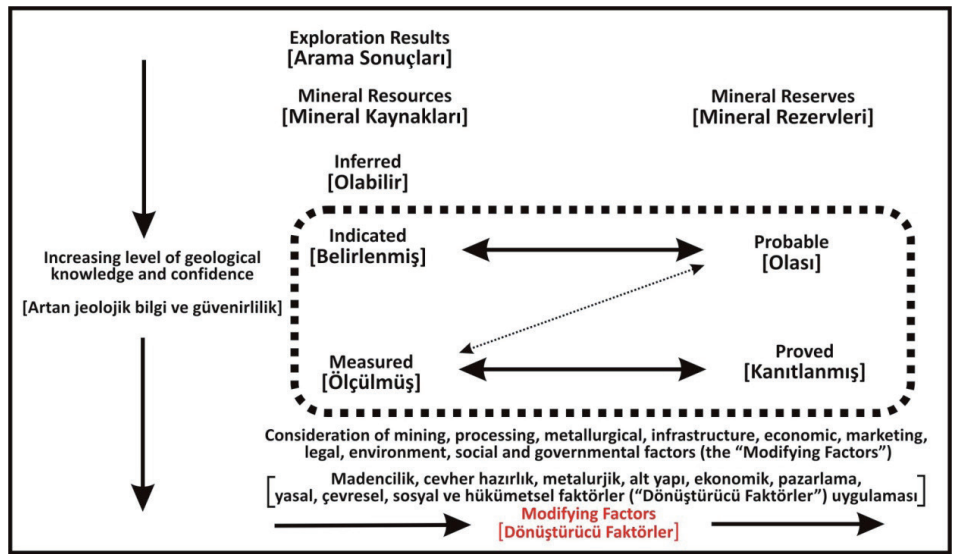 Exploration Results
[Arama Sonuçları]
Mineral Resources
[Mineral Kaynakları]
Mineral Reserves
[Mineral Rezervleri]
Inferred
[Olabilir]
Indicated
[Belirlenmiş]
Probable
[Olası]
Increasing level of geological
knowledge and confidence
[Artan jeolojik bilgi ve güvenirlilik]
Measured
[Ölçülmüş]
Proved
[Kanıtlanmış]
Consideration of mining, processing, metallurgical, infrastructure, economic, marketing,
legal, environment, social and governmental factors (the “Modifying Factors”)
[Madencilik, cevher hazırlık, metalurjik, alt yapı, ekonomik, pazarlama,
yasal, çevresel, sosyal ve hükümetsel faktörler (“Dönüştürücü Faktörler”) uygulaması]
Modifying Factors
[Dönüştürücü Faktörler]